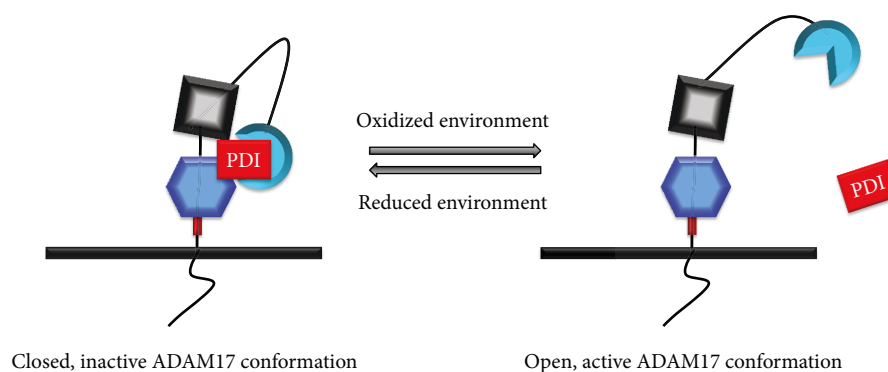 PDI
Oxidized environment
Reduced environment
PDI
Closed, inactive ADAM17 conformation
Open, active ADAM17 conformation